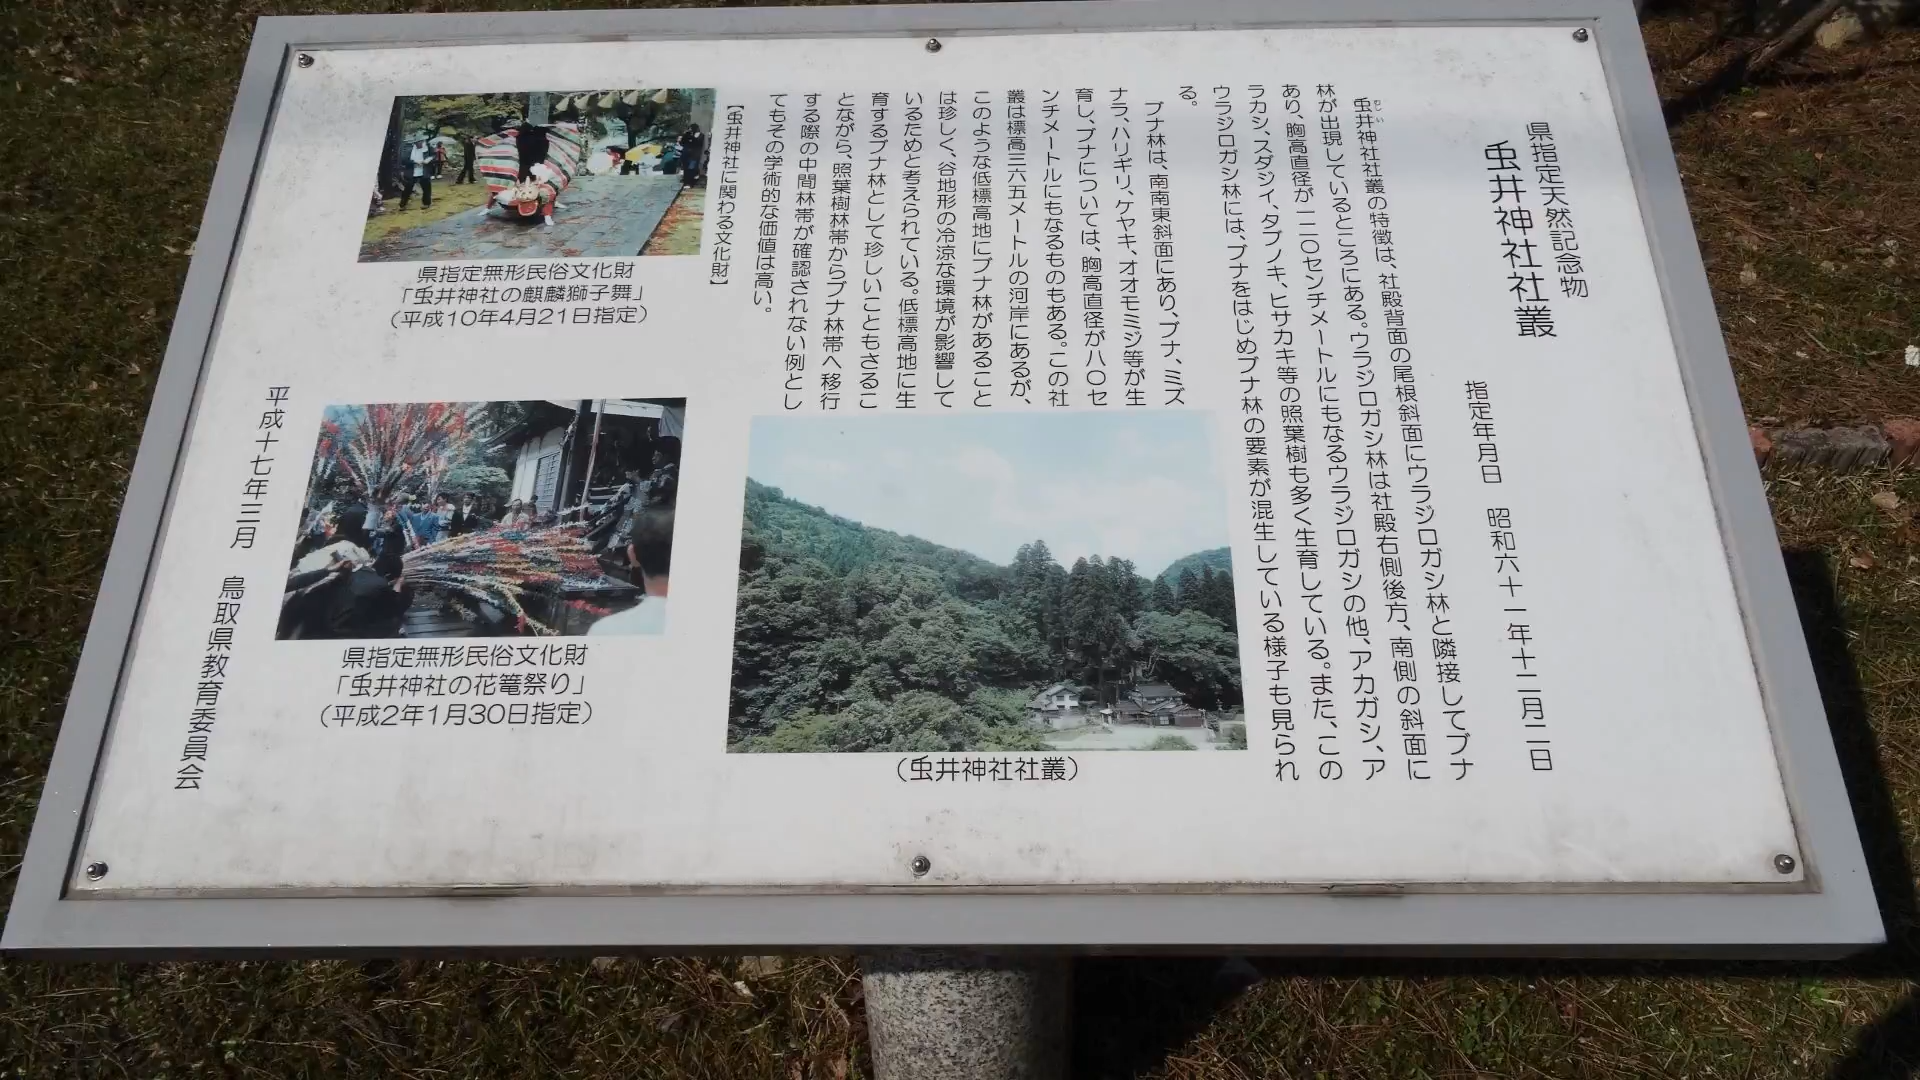 県指定天然記念物
虫井神社社叢
指定年月日　昭和六十一年十二月二日
虫井神社社叢の特徴は、社殿背面の尾根斜面にウラジロガシ林と隣接してブナ
林が出現しているところにある。ウラジロガシ林は社殿右側後方、南側の斜面に
あり、胸高直径が一二〇センチメートルにもなるウラジロガシの他、アカガシ、ア
ラカシ、スダジイ、タブノキ、ヒサカキ等の照葉樹も多く生育している。また、この
ウラジロガシ林には、ブナをはじめブナ林の要素が混生している様子も見られ
る。
ブナ林は、南南東斜面にあり、ブナ、ミズ
ナラ、ハリギリ、ケヤキ、オオモミジ等が生
育し、ブナについては、胸高直径が八〇セ
ンチメートルにもなるものもある。この社
叢は標高三六五メートルの河岸にあるが、
このような低標高地にブナ林があること
は珍しく、谷地形の冷涼な環境が影響して
いるためと考えられている。低標高地に生
育するブナ林として珍しいこともさるこ
とながら、照葉樹林帯からブナ林帯へ移行
する際の中間林帯が確認されない例とし
てもその学術的な価値は高い。
(虫井神社社叢)
【虫井神社に関わる文化財】
県指定無形民俗文化財
「虫井神社の麒麟獅子舞」
(平成10年4月21日指定)
県指定無形民俗文化財
「虫井神社の花篭祭り」
(平成2年1月30日指定)
平成十七年三月　鳥取県教育委員会